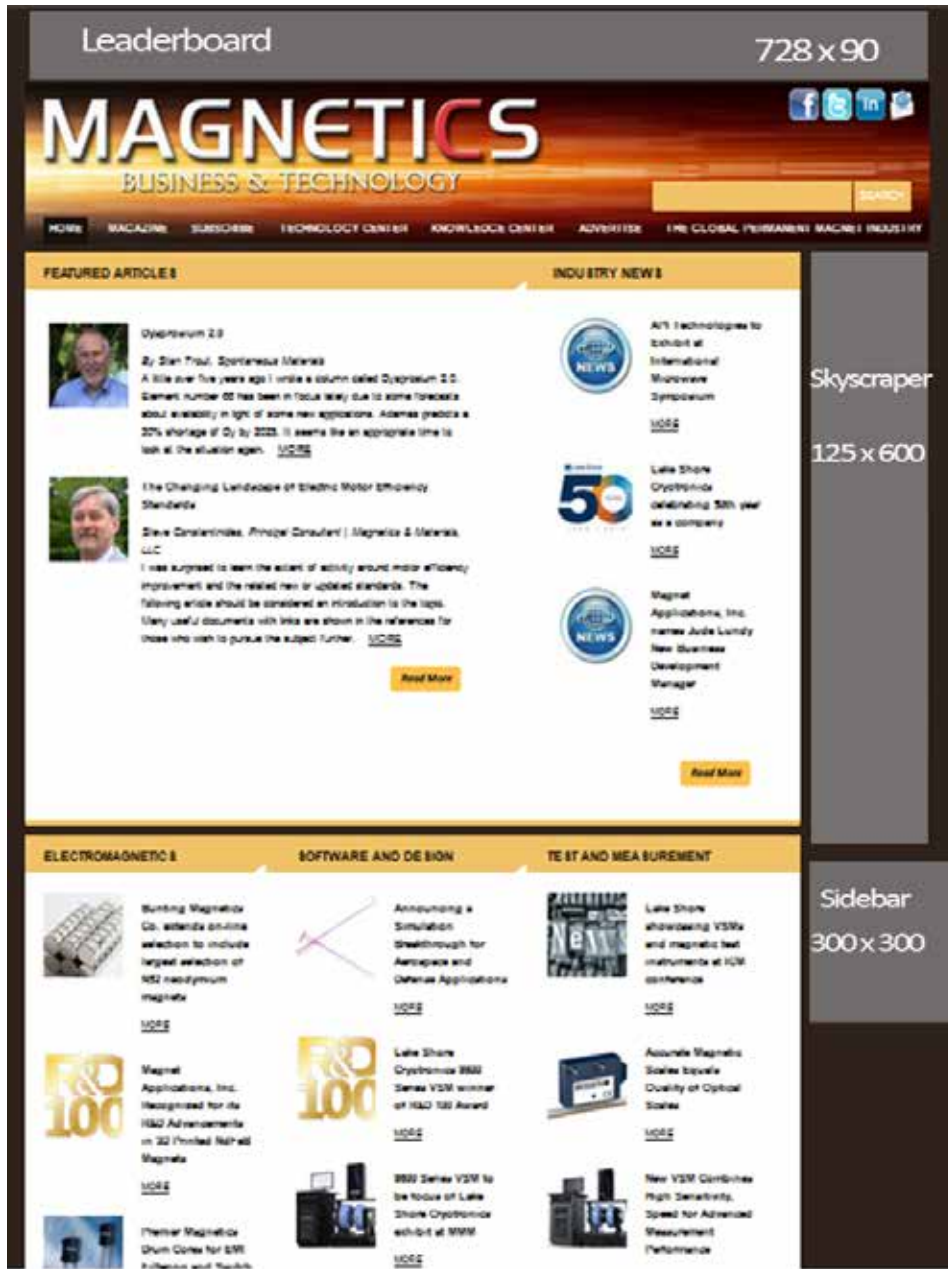 Leaderboard
728 x 90
MAGNETICS
BUSINESS & TECHNOLOGY
SEARCH
HOME MAGAZINE SUBSCRIBE TECHNOLOGY CENTER KNOWLEDGE CENTER ADVERTISE THE GLOBAL PERMANENT MAGNET INDUSTRY
FEATURED ARTICLES
Dysprosium 2.0
By Stan Trout, Spontaneous Materials
A little over five years ago I wrote a column called Dysprosium 2.0.
Element number 66 has been in focus lately due to some forecasts
about availability in light of some new applications. Adamas predicts a
30% shortage of Dy by 2025. It seems like an appropriate time to
look at the situation again. MORE
The Changing Landscape of Electric Motor Efficiency
Standards
Steve Constantinides, Principal Consultant | Magnetics & Materials,
LLC
I was surprised to learn the extent of activity around motor efficiency
improvement and the related new or updated standards. The
following article should be considered an introduction to the topic.
Many useful documents with links are shown in the references for
those who wish to pursue the subject further. MORE
Read More
INDUSTRY NEWS
NEWS
API Technologies to
Exhibit at
International
Microwave
Symposium
MORE
50
Lake Shore
Cryotronics
celebrating 50th year
as a company
MORE
NEWS
Magnet
Applications, Inc.
names Jude Lundy
New Business
Development
Manager
MORE
Read More
Skyscraper
125 x 600
ELECTROMAGNETICS
Bunting Magnetics
Co. extends on-line
selection to include
largest selection of
N52 neodymium
magnets
MORE
R&D
100
Magnet
Applications, Inc.
Recognized for its
R&D Advancements
in 3D Printed NdFeB
Magnets
MORE
Premier Magnetics
Drum Cores for EMI
Filtering and Switch
SOFTWARE AND DESIGN
Announcing a
Simulation
Breakthrough for
Aerospace and
Defense Applications
MORE
R&D
100
Lake Shore
Cryotronics 8600
Series VSM winner
of R&D 100 Award
MORE
8600 Series VSM to
be focus of Lake
Shore Cryotronics
exhibit at MMM
MORE
TEST AND MEASUREMENT
NEW
Lake Shore
showcasing VSMs
and magnetic test
instruments at ICM
conference
MORE
Accurate Magnetic
Scales Equals
Quality of Optical
Scales
MORE
New VSM Combines
High Sensitivity,
Speed for Advanced
Measurement
Performance
Sidebar
300 x 300